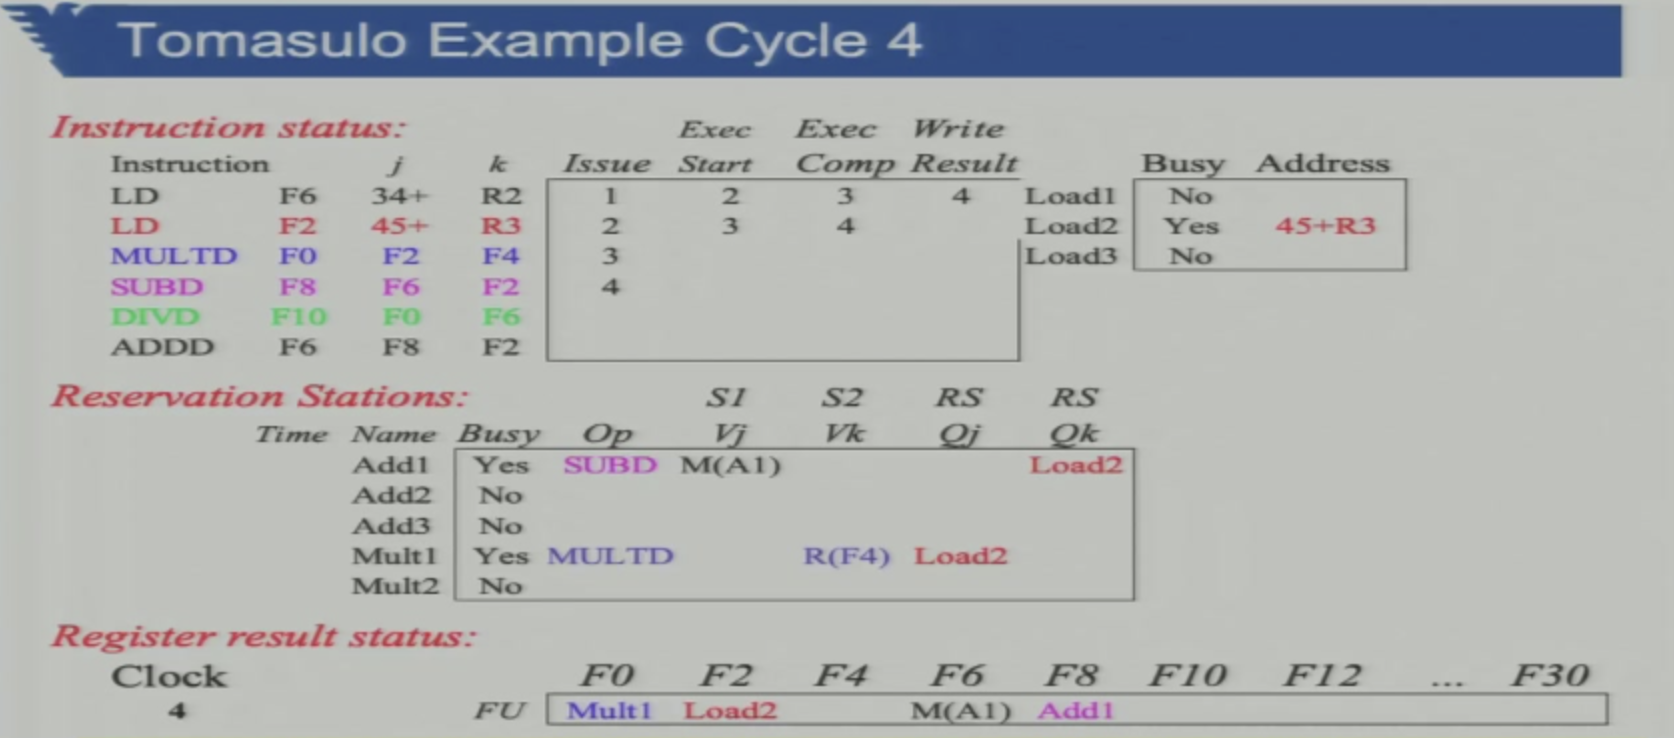 Tomasulo Example Cycle 4
Instruction status: Exec Exec Write
Instruction j k Issue Start Comp Result Busy Address
LD F6 34+ R2 1 2 3 4 Load1 No
LD F2 45+ R3 2 3 4 Load2 Yes 45+R3
MULTD F0 F2 F4 3 Load3 No
SUBD F8 F6 F2 4
DIVD F10 F0 F6
ADDD F6 F8 F2
Reservation Stations: S1 S2 RS RS
Time Name Busy Op Vj Vk Qj Qk
Add1 Yes SUBD M(A1) Load2
Add2 No
Add3 No
Mult1 Yes MULTD R(F4) Load2
Mult2 No
Register result status:
Clock F0 F2 F4 F6 F8 F10 F12 ... F30
4 FU Mult1 Load2 M(A1) Add1